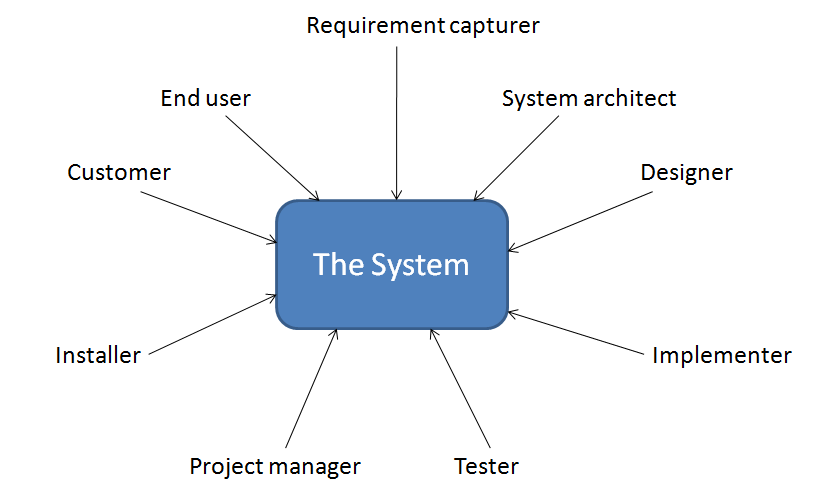 Requirement capturer
End user
System architect
Customer
Designer
The System
Installer
Implementer
Project manager
Tester